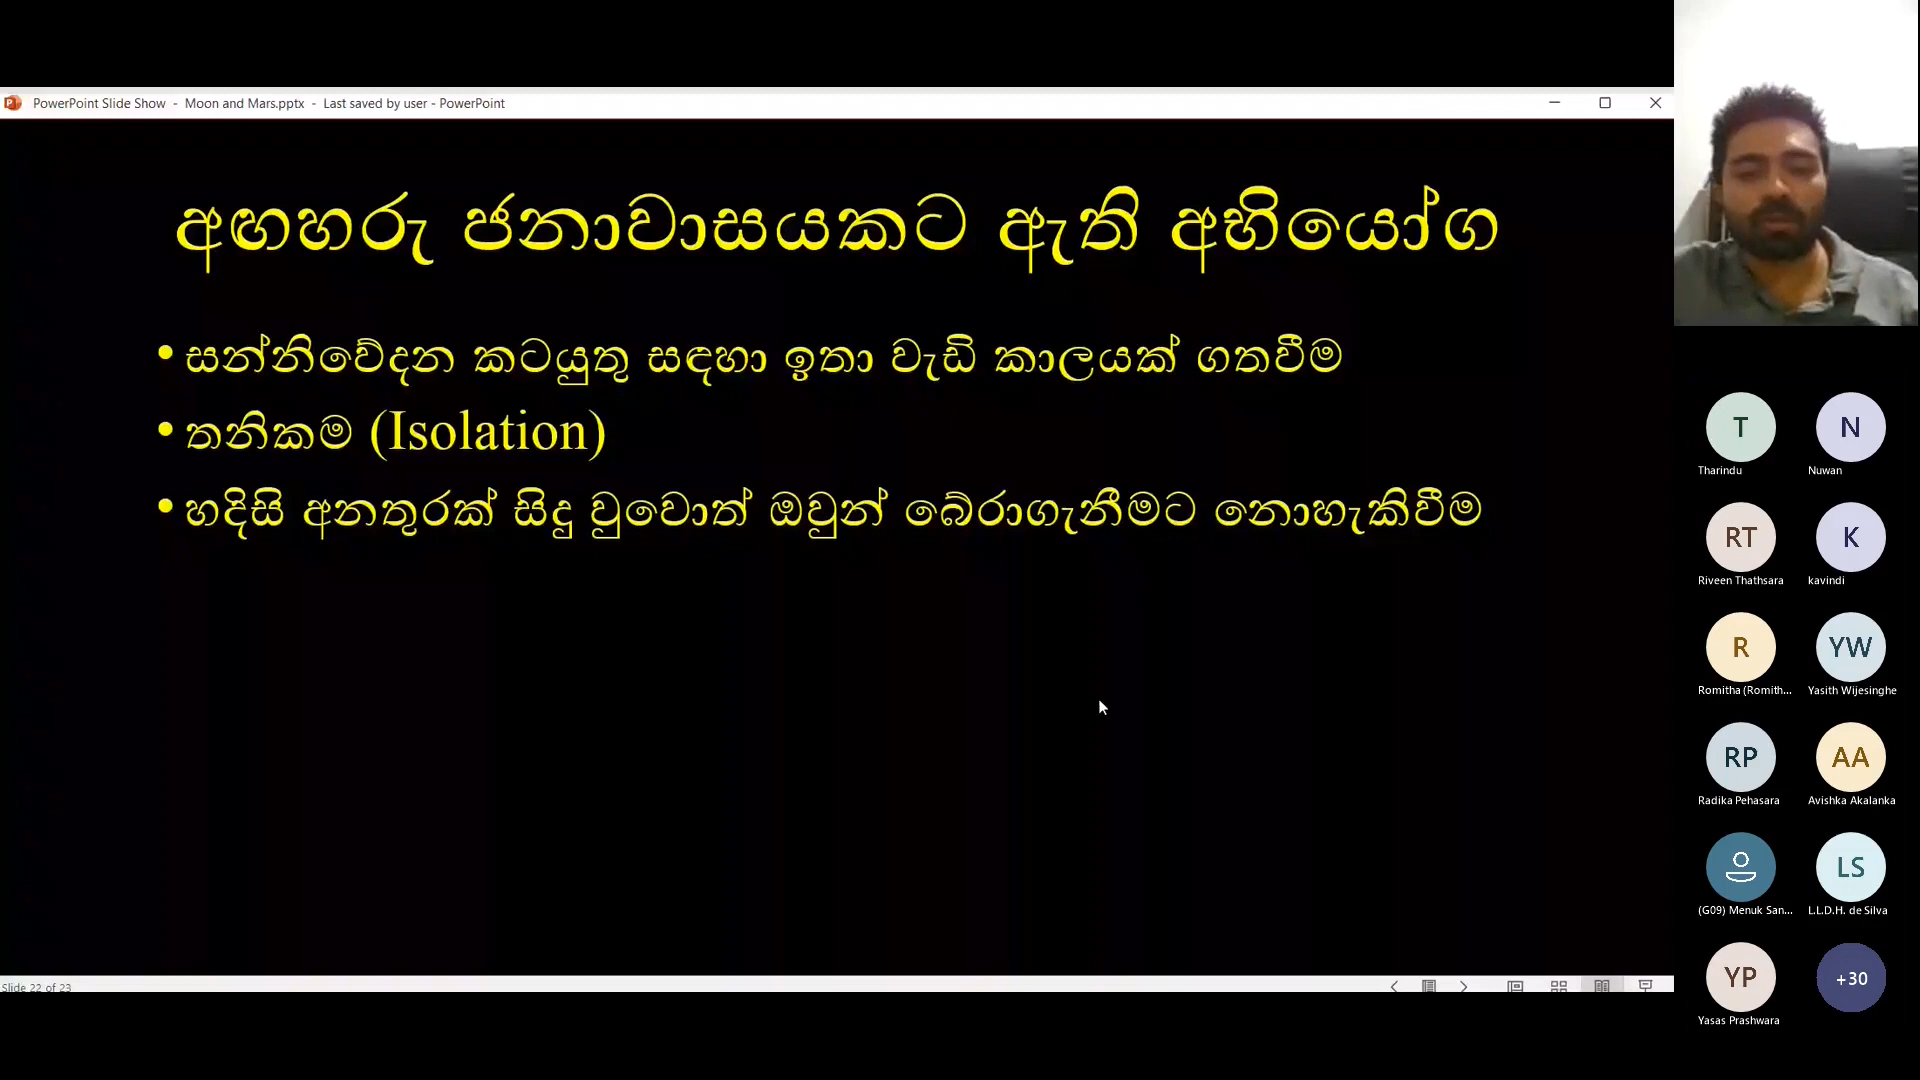 PowerPoint Slide Show - Moon and Mars.pptx - Last saved by user - PowerPoint
අඟහරු ජනාවාසයකට ඇති අභියෝග
• සන්නිවේදන කටයුතු සඳහා ඉතා වැඩි කාලයක් ගතවීම
• තනිකම (Isolation)
• හදිසි අනතුරක් සිදු වුවොත් ඔවුන් බේරාගැනීමට නොහැකිවීම
Slide 22 of 23
T N
Tharindu Nuwan
RT K
Riveen Thathsara kavindi
R YW
Romitha (Romith... Yasith Wijesinghe
RP AA
Radika Pehasara Avishka Akalanka
LS
(G09) Menuk San... L.L.D.H. de Silva
YP +30
Yasas Prashwara